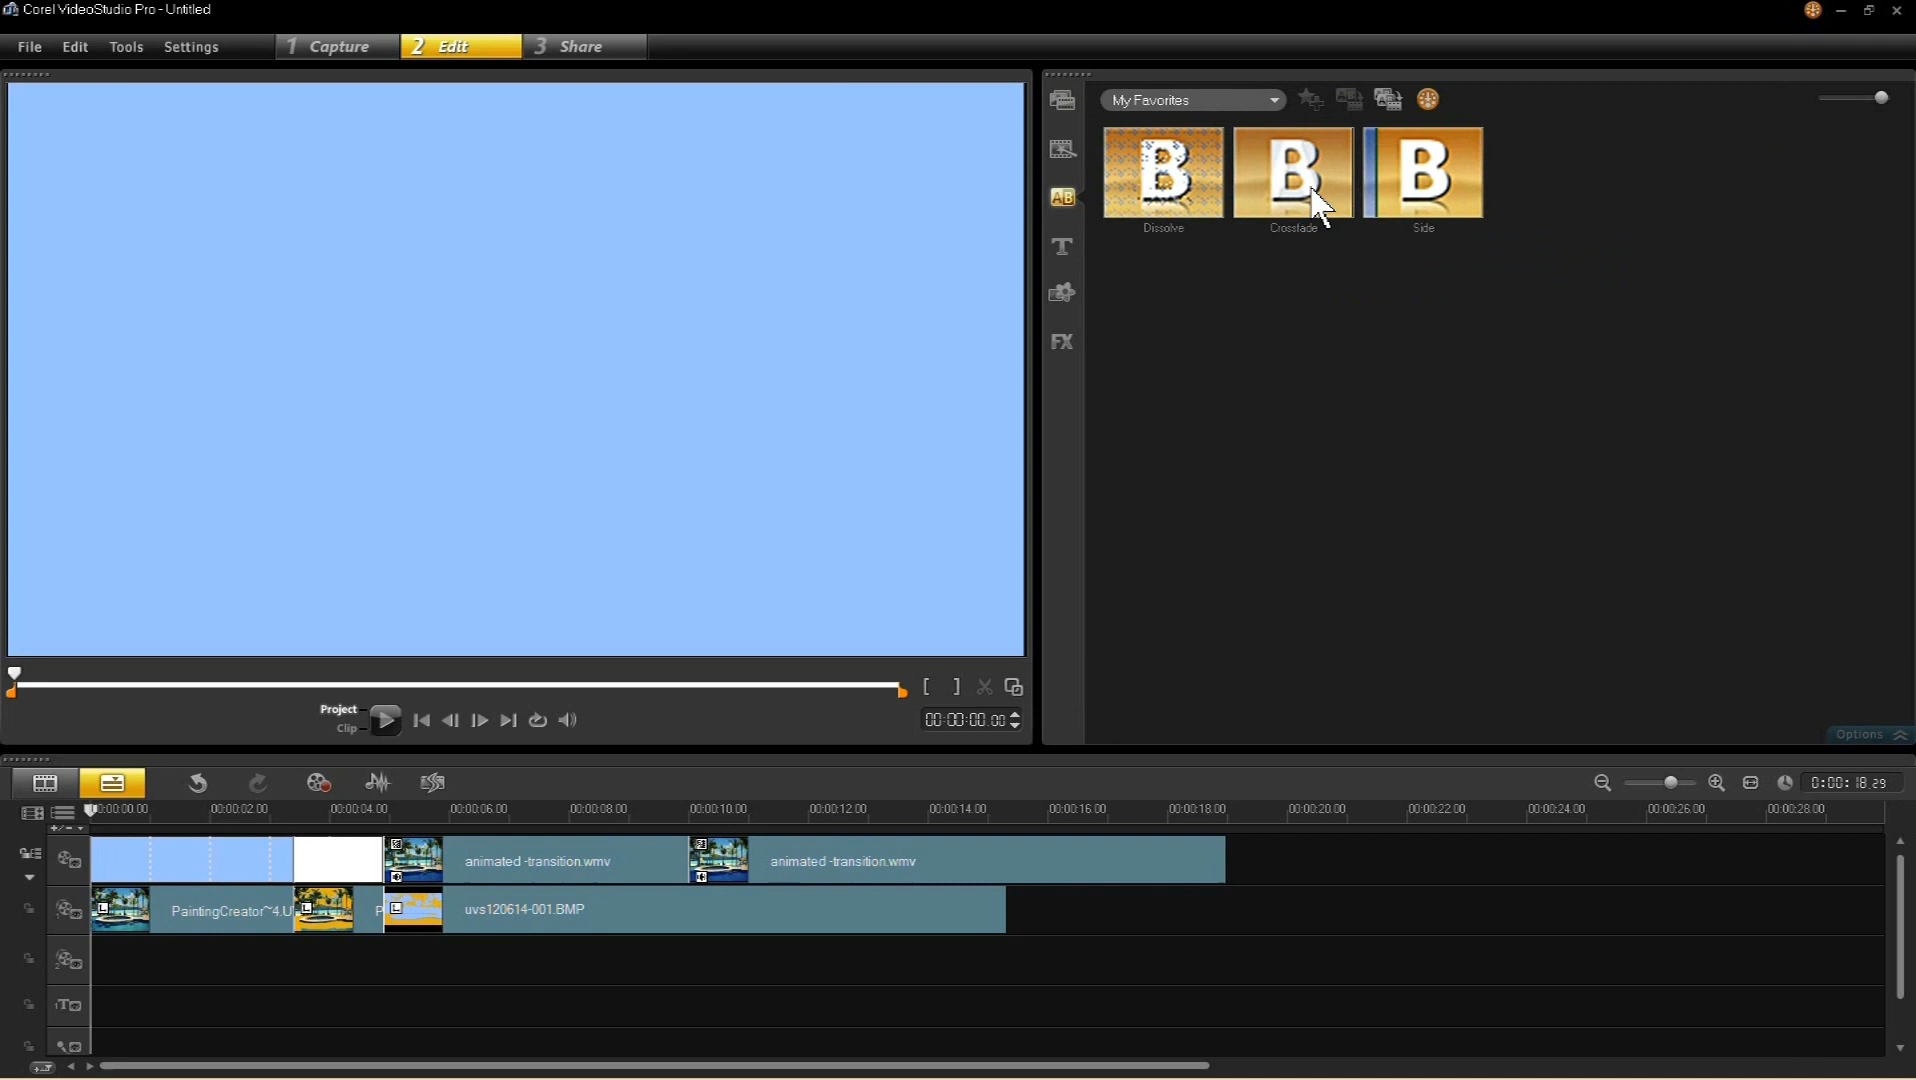 Corel VideoStudio Pro - Untitled
File Edit Tools Settings 1 Capture 2 Edit 3 Share
My Favorites
AB
T
FX
B B B
Dissolve Crossfade Side
Options
Project
Clip
[ ]
00:00:00.00
0:00:18.29
00:00:02.00 00:00:04.00 00:00:06.00 00:00:08.00 00:00:10.00 00:00:12.00 00:00:14.00 00:00:16.00 00:00:18.00 00:00:20.00 00:00:22.00 00:00:24.00 00:00:26.00 00:00:28.00
animated -transition.wmv animated -transition.wmv
PaintingCreator~4.U P uvs120614-001.BMP